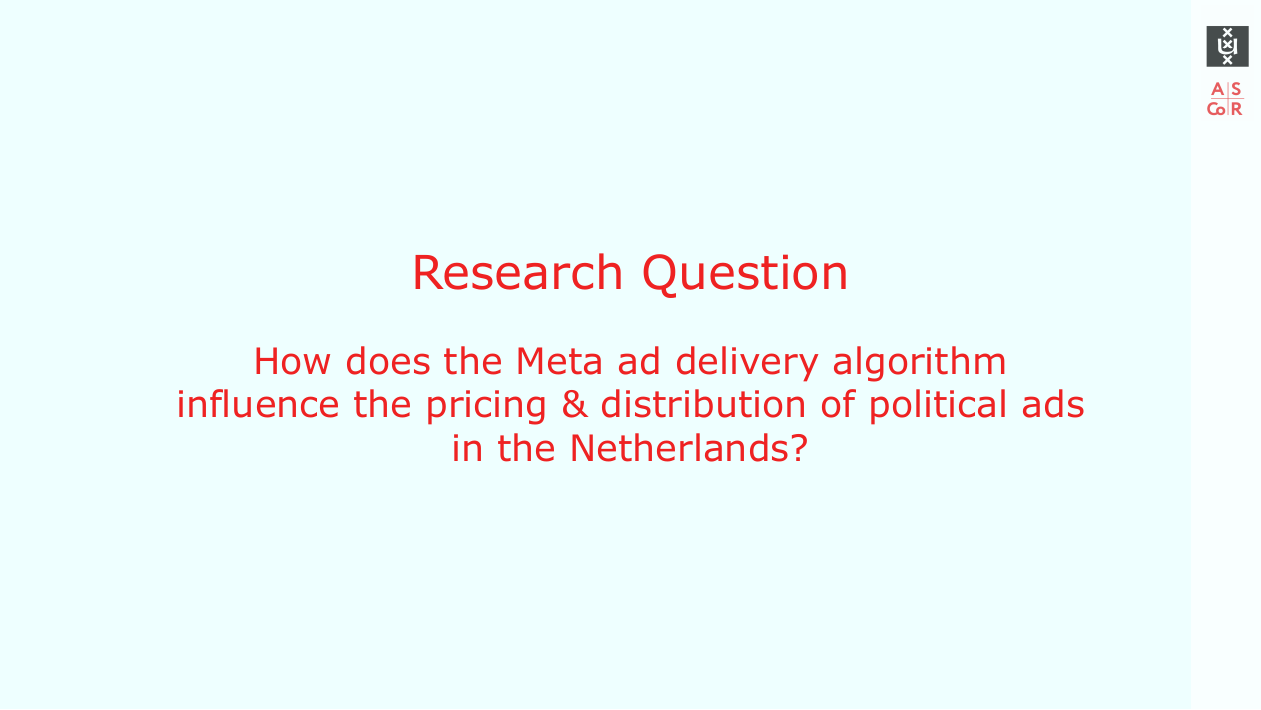 Research Question
How does the Meta ad delivery algorithm
influence the pricing & distribution of political ads
in the Netherlands?
A S
Co R